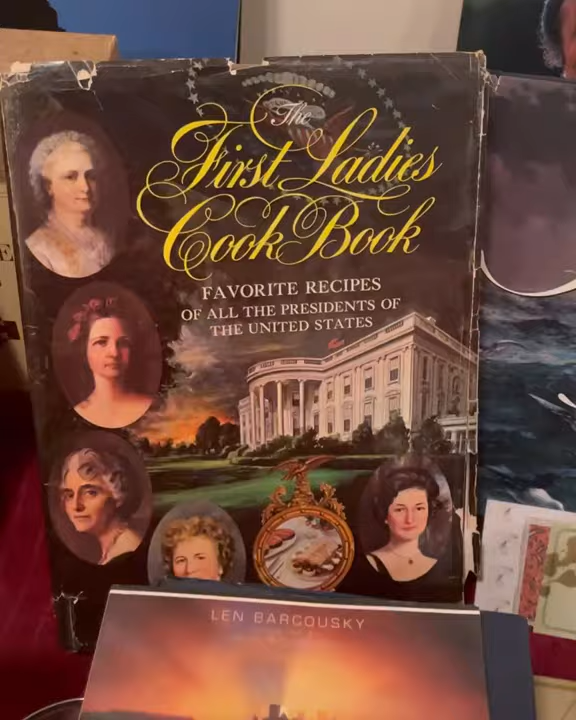 The
First Ladies
Cook Book
FAVORITE RECIPES
OF ALL THE PRESIDENTS OF
THE UNITED STATES
LEN BARCOUSKY